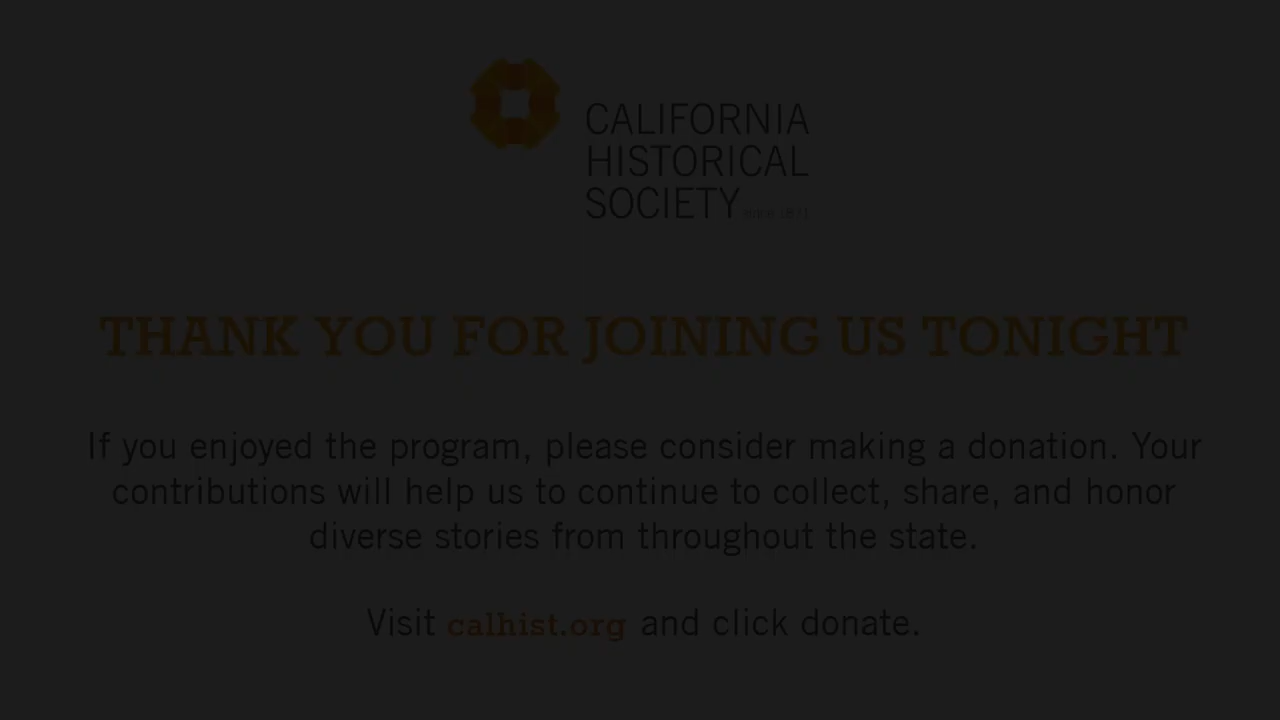 CALIFORNIA
HISTORICAL
SOCIETY since 1871
THANK YOU FOR JOINING US TONIGHT
If you enjoyed the program, please consider making a donation. Your
contributions will help us to continue to collect, share, and honor
diverse stories from throughout the state.
Visit calhist.org and click donate.